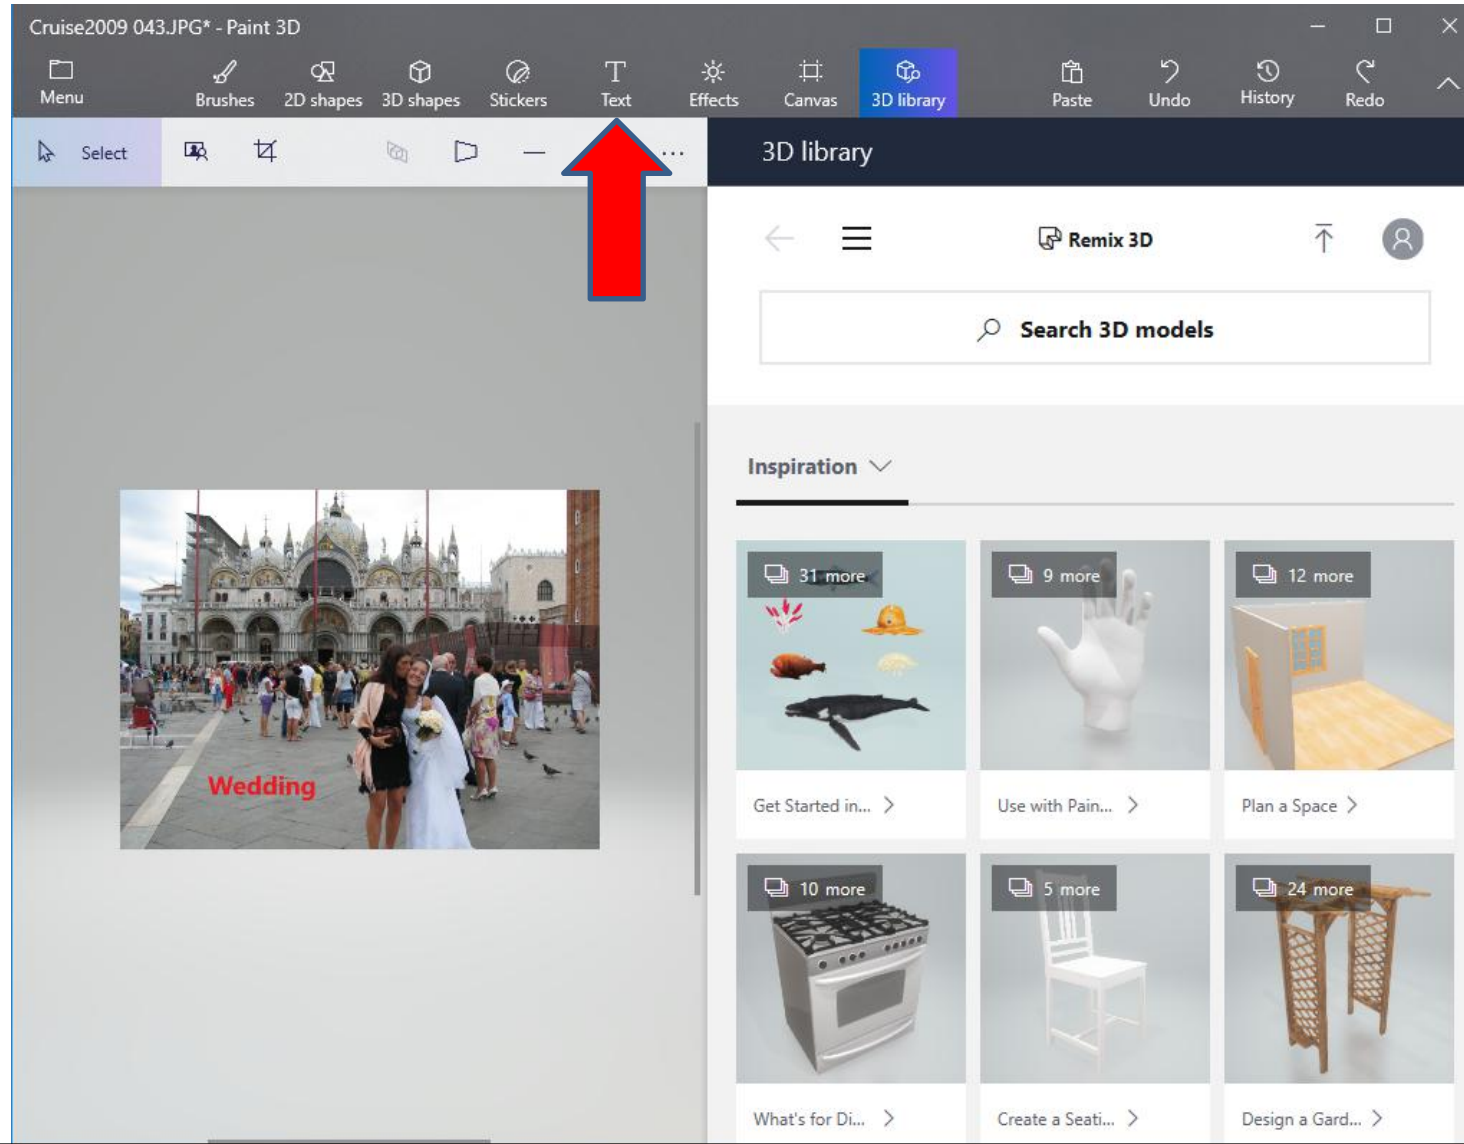 Cruise2009 043.JPG* - Paint 3D
Menu Brushes 2D shapes 3D shapes Stickers Text Effects Canvas 3D library Paste Undo History Redo
Select
3D library
Remix 3D
Search 3D models
Inspiration
31 more 9 more 12 more
Get Started in... Use with Pain... Plan a Space
10 more 5 more 24 more
What's for Di... Create a Seati... Design a Gard...
Wedding